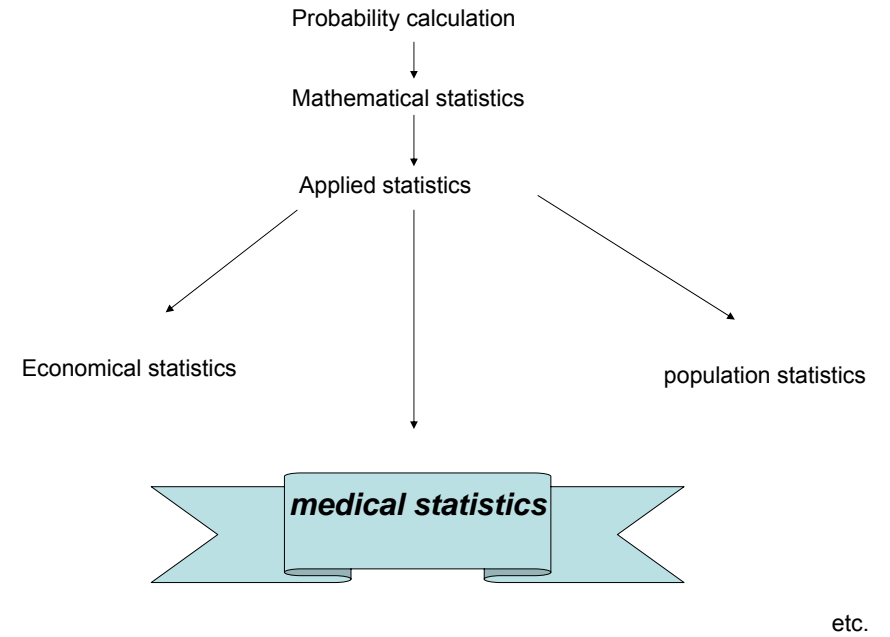 Probability calculation
Mathematical statistics
Applied statistics
Economical statistics
population statistics
medical statistics
etc.